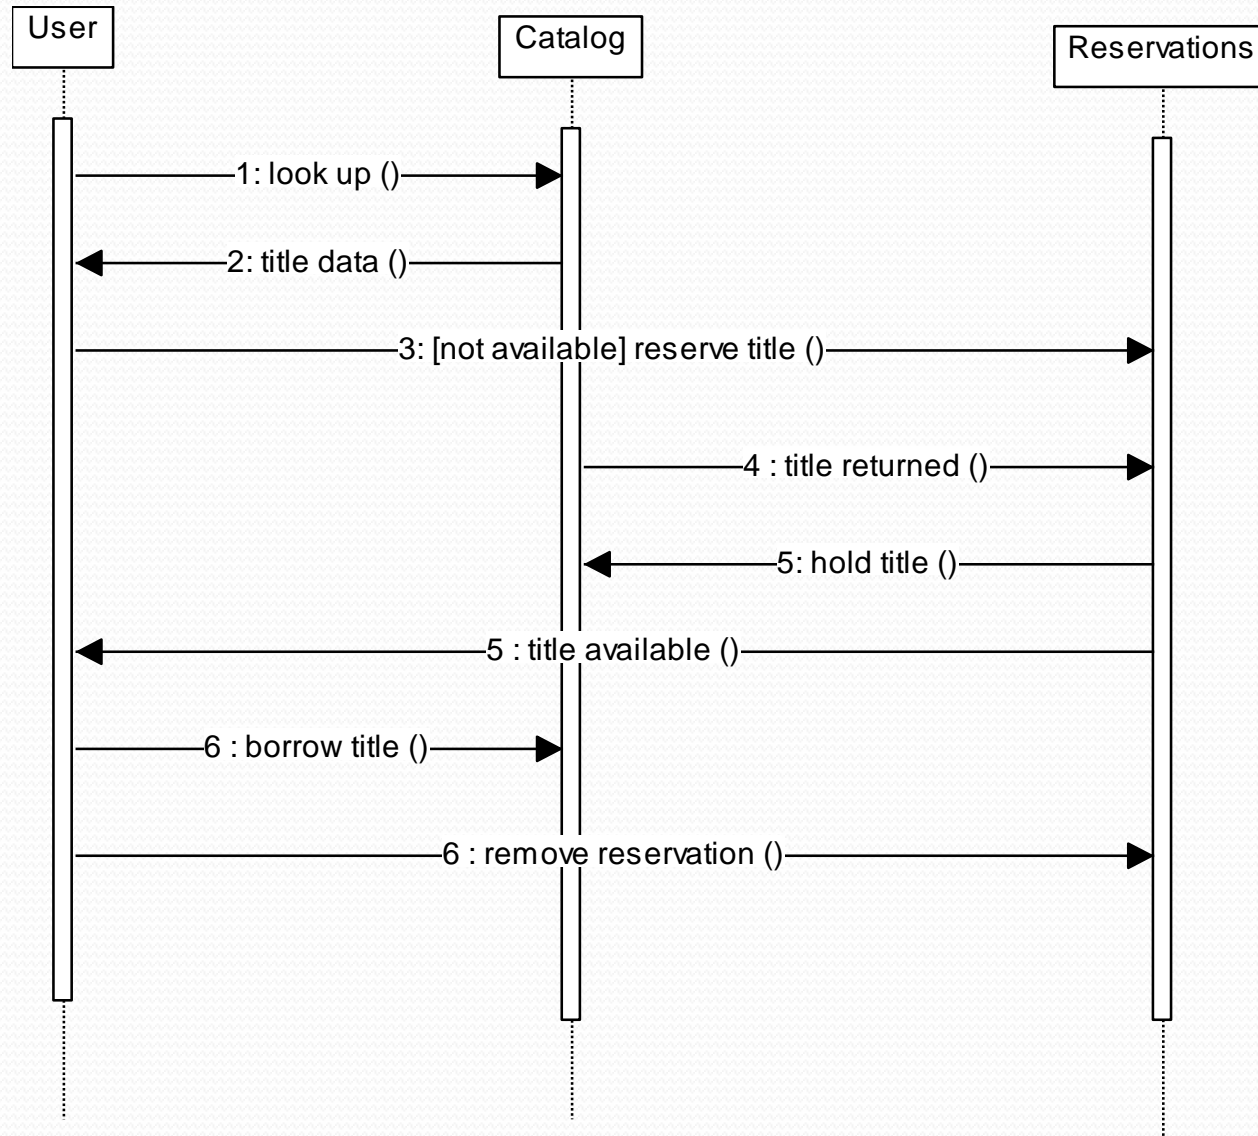 User
Catalog
Reservations
1: look up ()
2: title data ()
3: [not available] reserve title ()
4 : title returned ()
5: hold title ()
5 : title available ()
6 : borrow title ()
6 : remove reservation ()